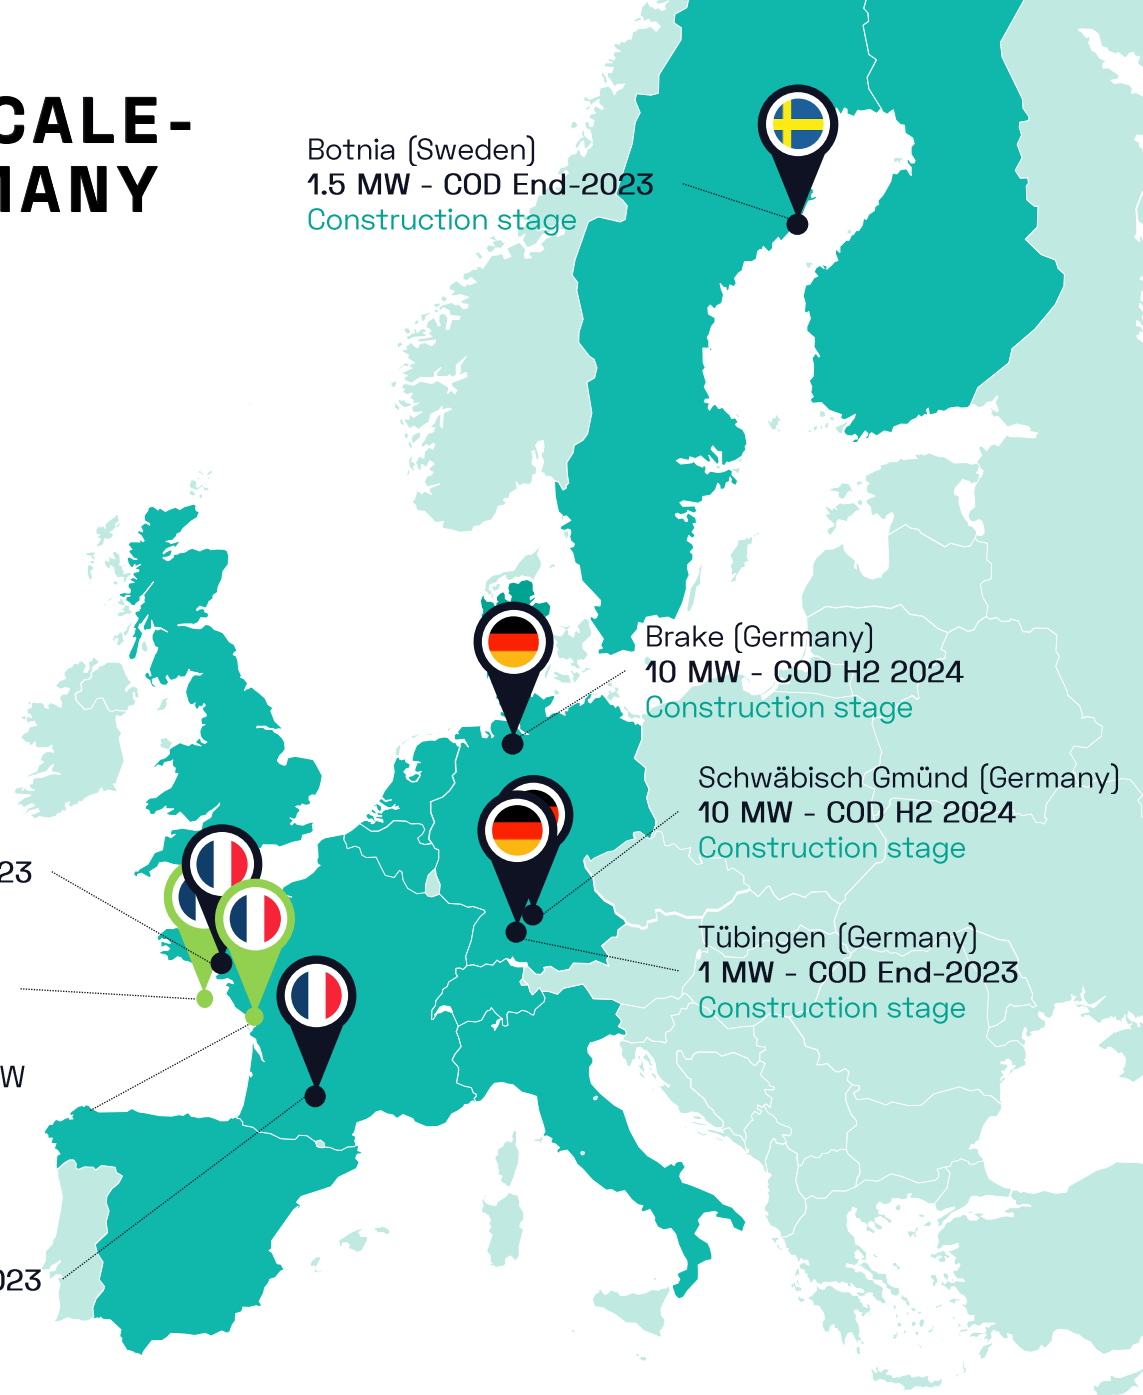 CALE-
MANY
Botnia (Sweden)
1.5 MW - COD End-2023
Construction stage
Brake (Germany)
10 MW - COD H2 2024
Construction stage
Schwäbisch Gmünd (Germany)
10 MW - COD H2 2024
Construction stage
23
Tübingen (Germany)
1 MW - COD End-2023
Construction stage
W
023